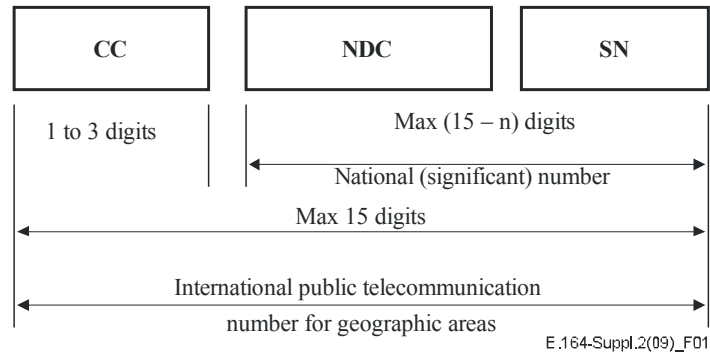 CC NDC SN
1 to 3 digits
Max (15 – n) digits
National (significant) number
Max 15 digits
International public telecommunication
number for geographic areas
E.164-Suppl.2(09)_F01